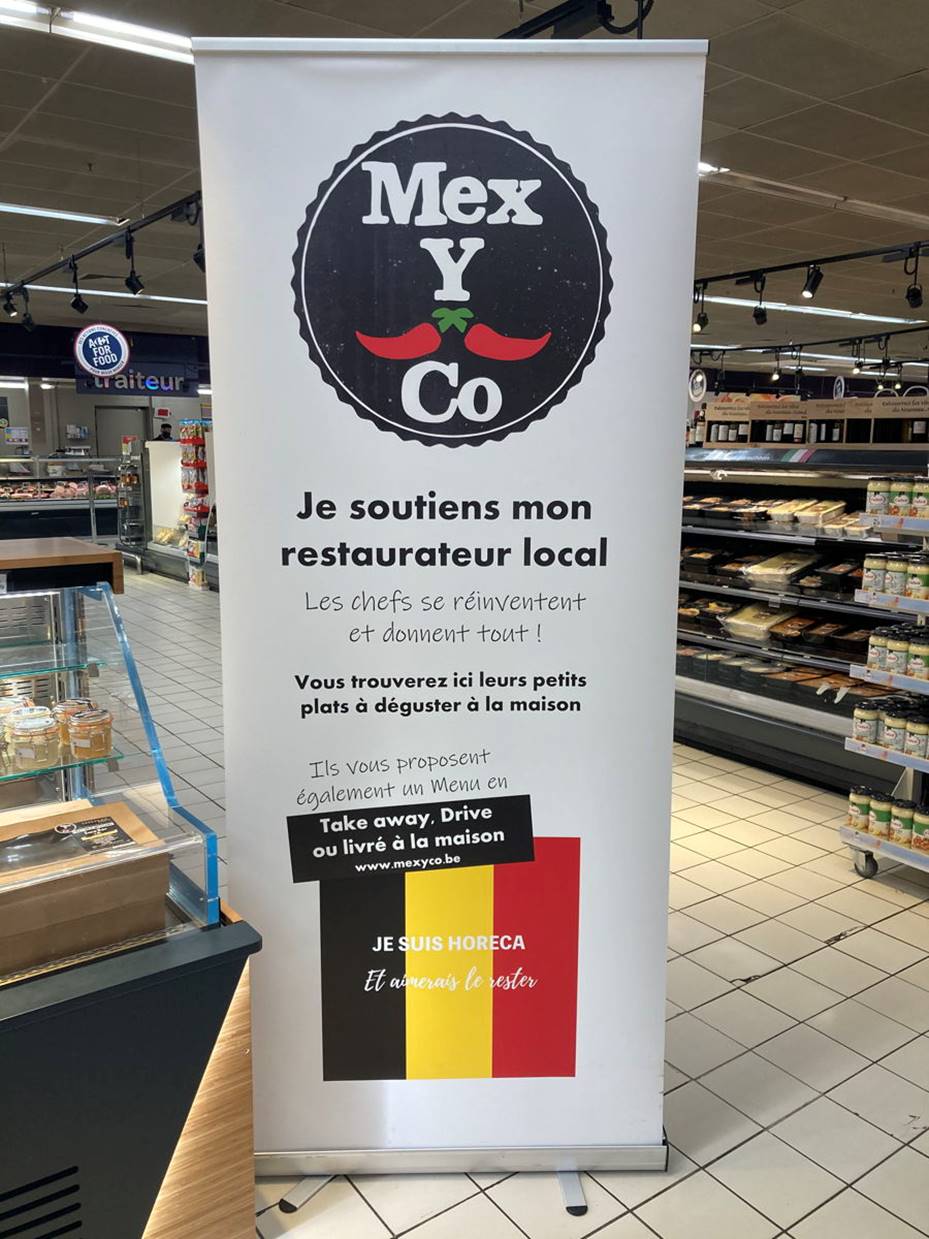 Mex
Y
Co
Je soutiens mon
restaurateur local
Les chefs se réinventent
et donnent tout !
Vous trouverez ici leurs petits
plats à déguster à la maison
Ils vous proposent
également un Menu en
Take away, Drive
ou livré à la maison
www.mexyco.be
JE SUIS HORECA
Et aimerais le rester
ACT
FOR
FOOD
traiteur